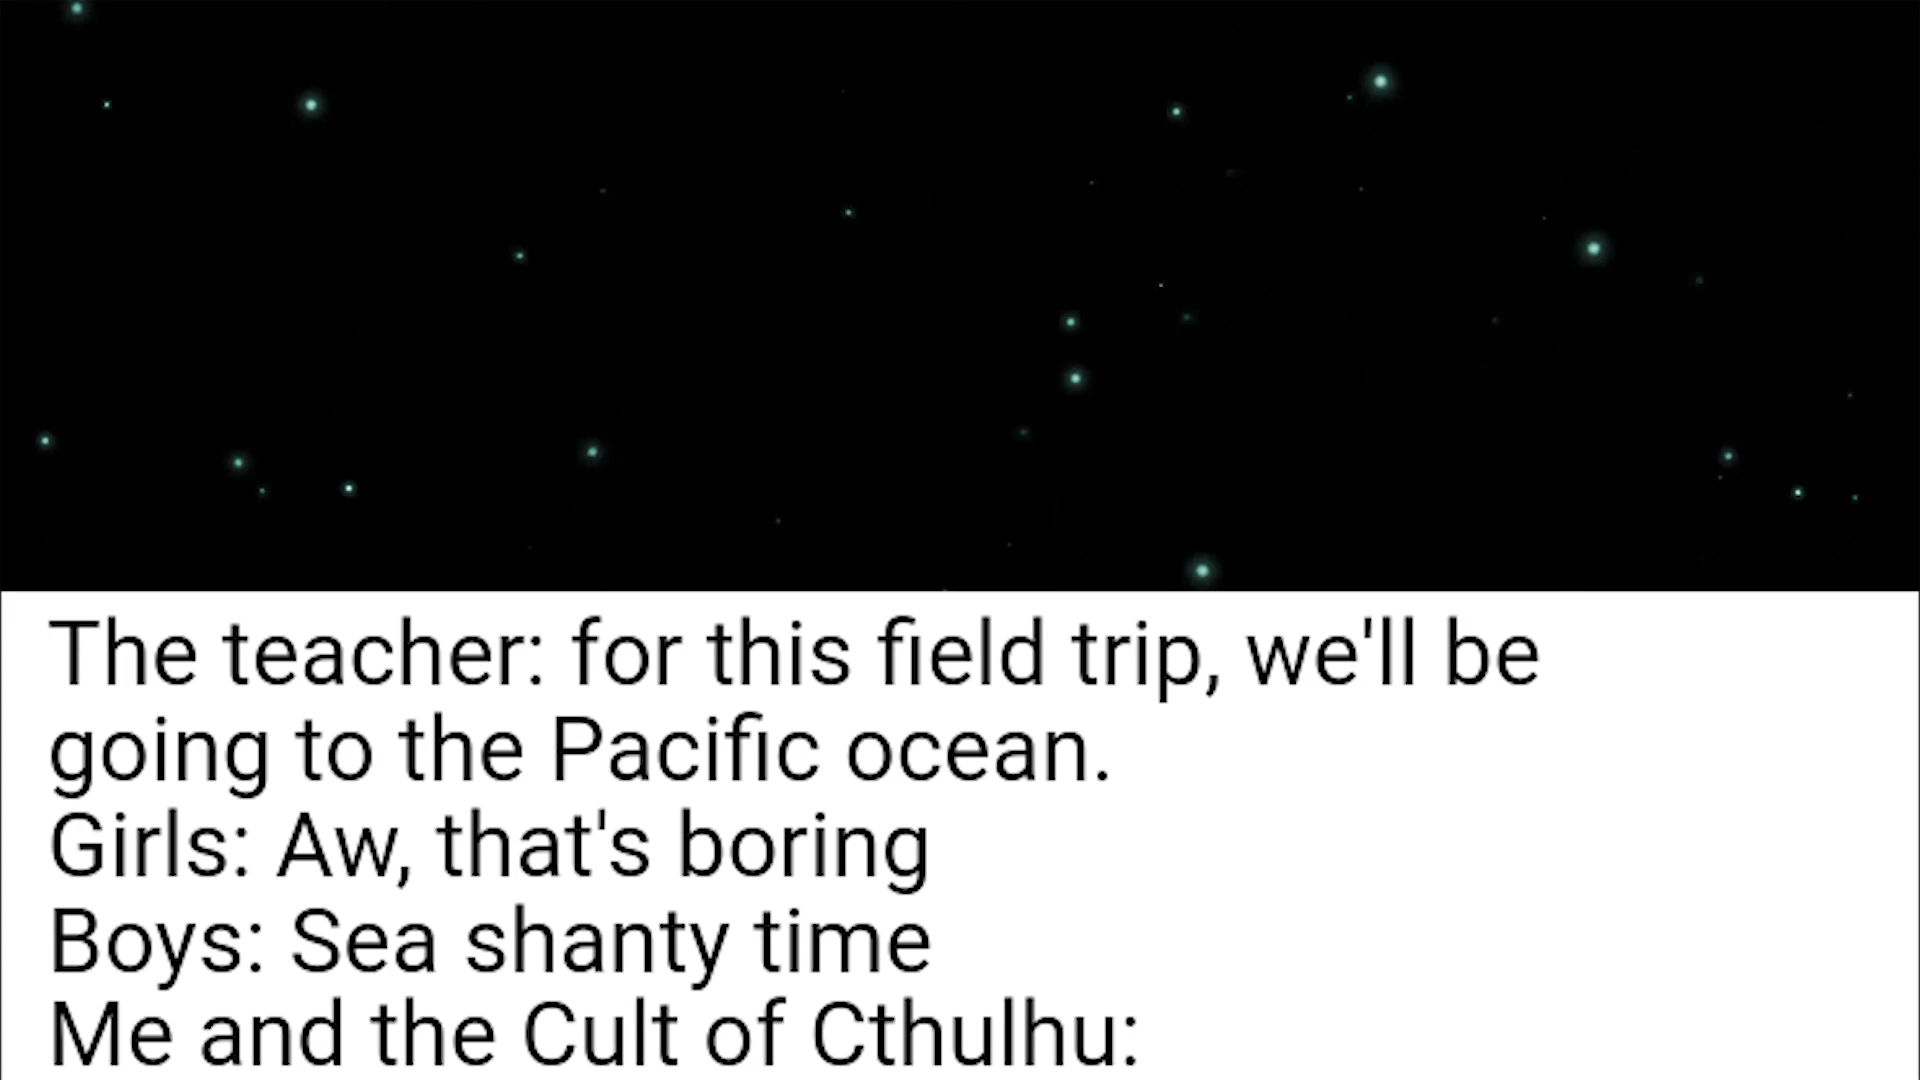 The teacher: for this field trip, we'll be
going to the Pacific ocean.
Girls: Aw, that's boring
Boys: Sea shanty time
Me and the Cult of Cthulhu: